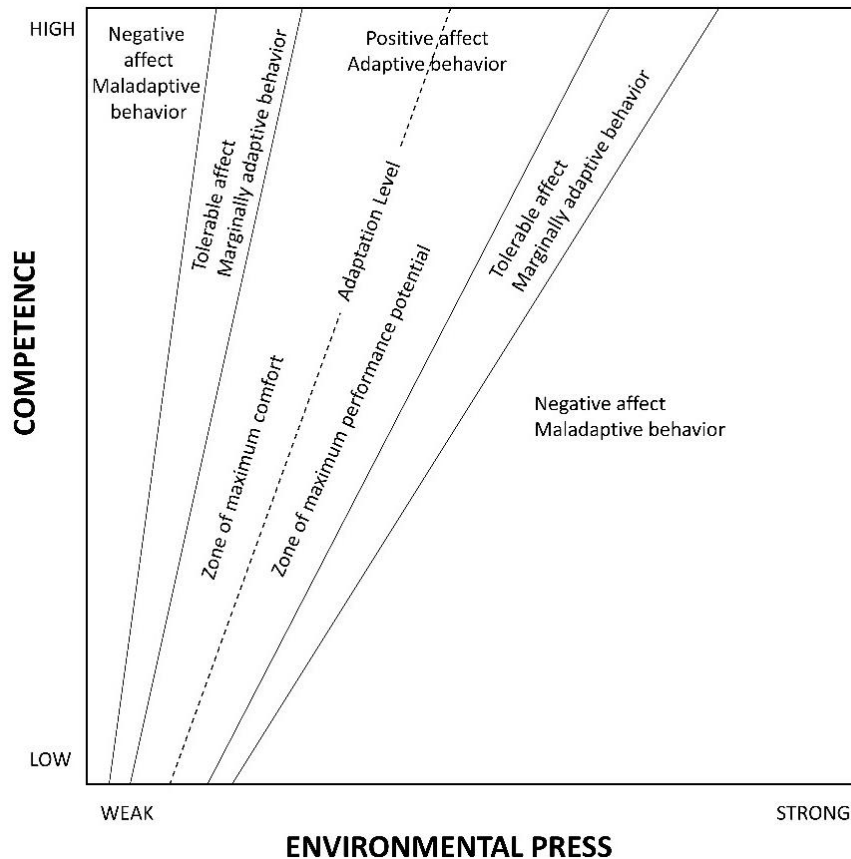 HIGH
Negative
affect
Maladaptive
behavior
Tolerable affect
Marginally adaptive behavior
Positive affect
Adaptive behavior
Adaptation Level
Zone of maximum comfort
Zone of maximum performance potential
Tolerable affect
Marginally adaptive behavior
Negative affect
Maladaptive behavior
COMPETENCE
LOW
WEAK
STRONG
ENVIRONMENTAL PRESS